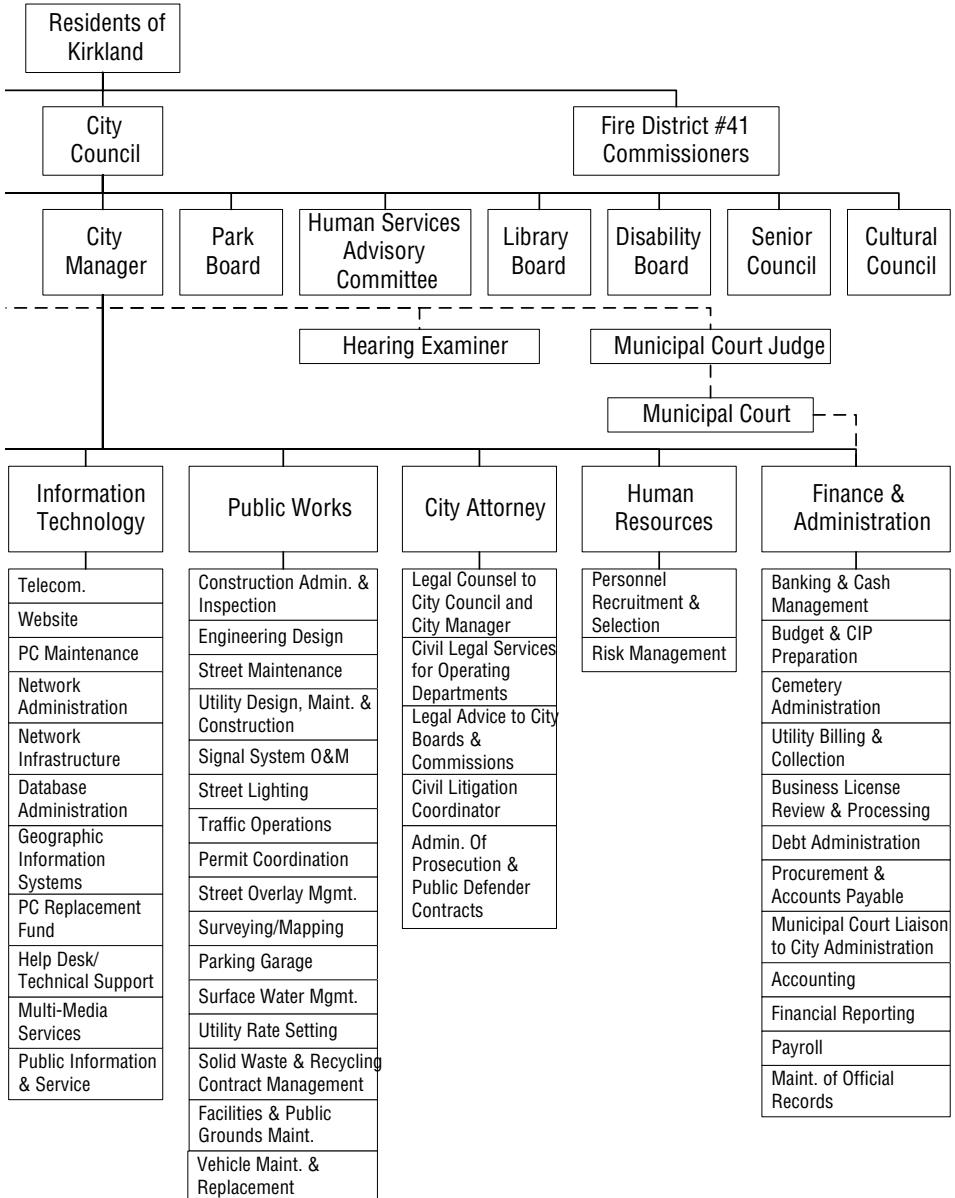 Residents of
Kirkland
City
Council
Fire District #41
Commissioners
City
Manager
Park
Board
Human Services
Advisory
Committee
Library
Board
Disability
Board
Senior
Council
Cultural
Council
Hearing Examiner
Municipal Court Judge
Municipal Court
Information
Technology
Public Works
City Attorney
Human
Resources
Finance &
Administration
Telecom.
Website
PC Maintenance
Network
Administration
Network
Infrastructure
Database
Administration
Geographic
Information
Systems
PC Replacement
Fund
Help Desk/
Technical Support
Multi-Media
Services
Public Information
& Service
Construction Admin. &
Inspection
Engineering Design
Street Maintenance
Utility Design, Maint. &
Construction
Signal System O&M
Street Lighting
Traffic Operations
Permit Coordination
Street Overlay Mgmt.
Surveying/Mapping
Parking Garage
Surface Water Mgmt.
Utility Rate Setting
Solid Waste & Recycling
Contract Management
Facilities & Public
Grounds Maint.
Vehicle Maint. &
Replacement
Legal Counsel to
City Council and
City Manager
Civil Legal Services
for Operating
Departments
Legal Advice to City
Boards &
Commissions
Civil Litigation
Coordinator
Admin. Of
Prosecution &
Public Defender
Contracts
Personnel
Recruitment &
Selection
Risk Management
Banking & Cash
Management
Budget & CIP
Preparation
Cemetery
Administration
Utility Billing &
Collection
Business License
Review & Processing
Debt Administration
Procurement &
Accounts Payable
Municipal Court Liaison
to City Administration
Accounting
Financial Reporting
Payroll
Maint. of Official
Records